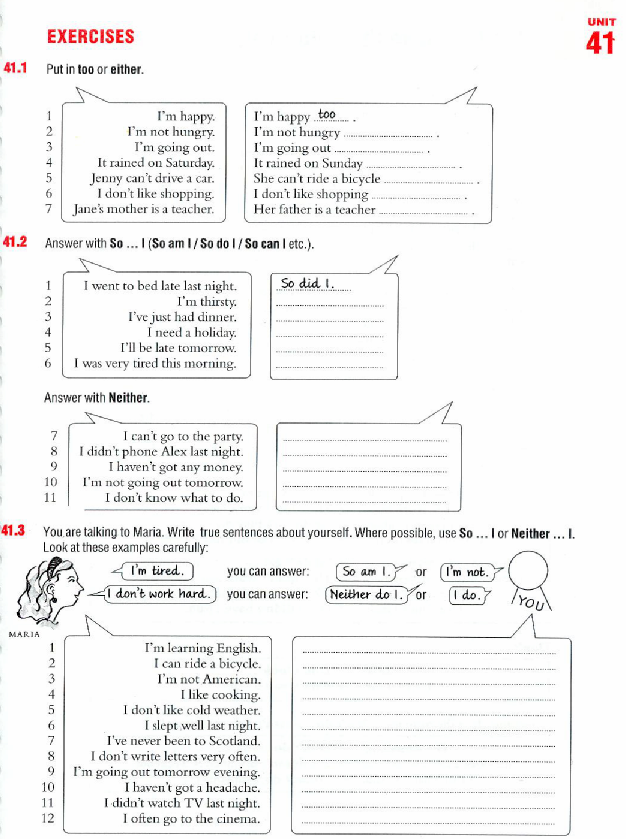 EXERCISES
UNIT
41
41.1 Put in too or either.
1 I'm happy. I'm happy too .
2 I'm not hungry. I'm not hungry .
3 I'm going out. I'm going out .
4 It rained on Saturday. It rained on Sunday .
5 Jenny can't drive a car. She can't ride a bicycle .
6 I don't like shopping. I don't like shopping .
7 Jane's mother is a teacher. Her father is a teacher .
41.2 Answer with So ... I (So am I / So do I / So can I etc.).
1 I went to bed late last night. So did I.
2 I'm thirsty.
3 I've just had dinner.
4 I need a holiday.
5 I'll be late tomorrow.
6 I was very tired this morning.
Answer with Neither.
7 I can't go to the party.
8 I didn't phone Alex last night.
9 I haven't got any money.
10 I'm not going out tomorrow.
11 I don't know what to do.
41.3 You are talking to Maria. Write true sentences about yourself. Where possible, use So ... I or Neither ... I.
Look at these examples carefully:
I'm tired. you can answer: So am I. or I'm not.
I don't work hard. you can answer: Neither do I. or I do.
YOU
MARIA
1 I'm learning English.
2 I can ride a bicycle.
3 I'm not American.
4 I like cooking.
5 I don't like cold weather.
6 I slept well last night.
7 I've never been to Scotland.
8 I don't write letters very often.
9 I'm going out tomorrow evening.
10 I haven't got a headache.
11 I didn't watch TV last night.
12 I often go to the cinema.